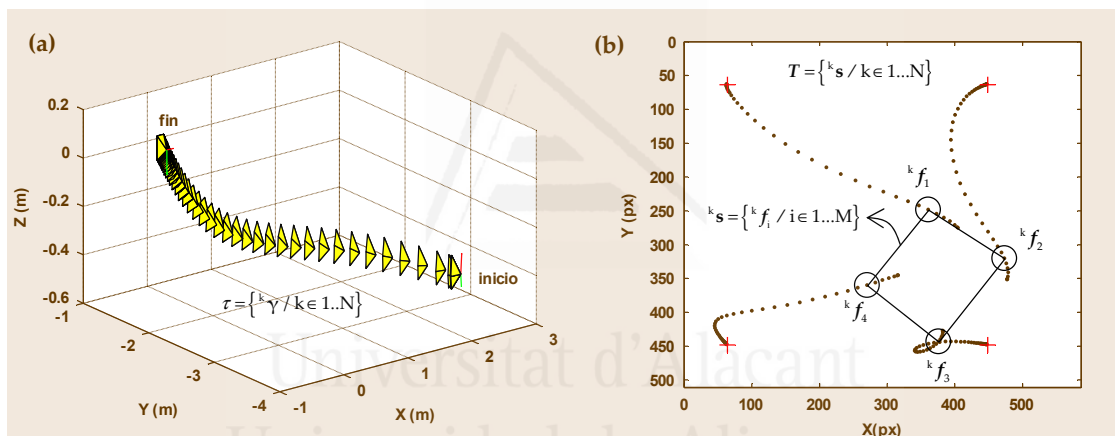 (a)
0.2
0
-0.2
-0.4
-0.6
Z (m)
fin
inicio
τ = {ᵏγ / k ∈ 1..N}
-1
-2
-3
-4
Y (m)
-1
0
1
2
3
X (m)
(b)
0
50
100
150
200
250
300
350
400
450
500
Y (px)
T = {ᵏs / k ∈ 1...N}
ᵏf₁
ᵏs = {ᵏfᵢ / i ∈ 1...M}
ᵏf₂
ᵏf₄
ᵏf₃
0
100
200
300
400
500
X(px)
Universitat d'Alacant